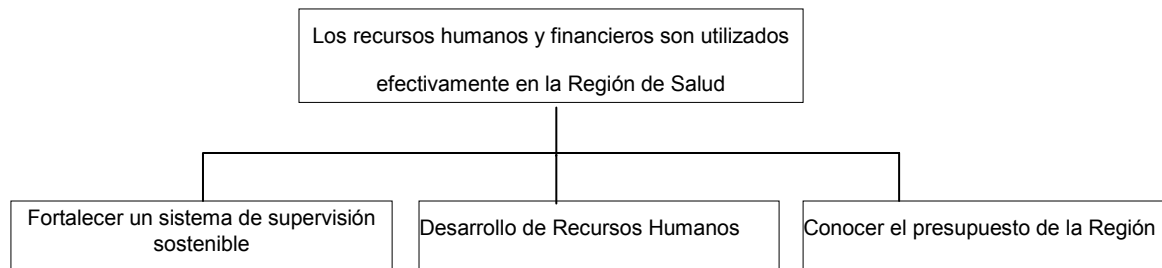 Los recursos humanos y financieros son utilizados
efectivamente en la Región de Salud
Fortalecer un sistema de supervisión
sostenible
Desarrollo de Recursos Humanos
Conocer el presupuesto de la Región